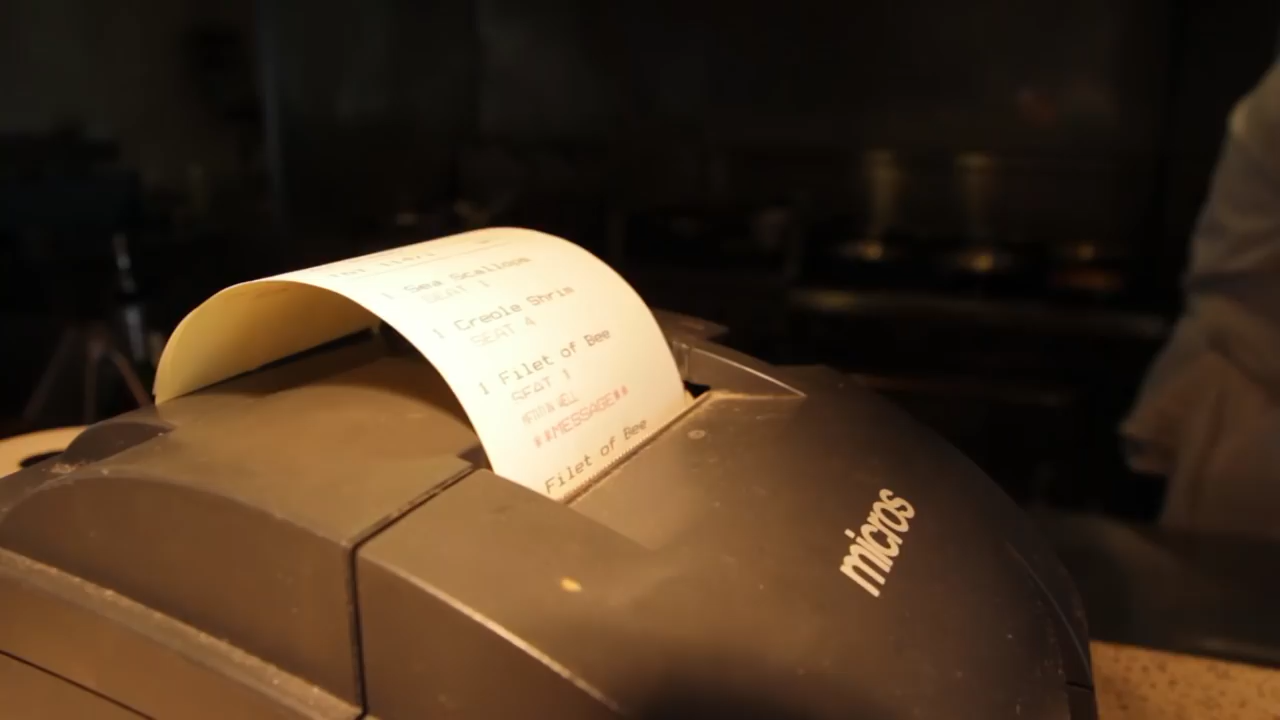 1 Sea Scallops
SEAT 1
1 Creole Shrim
SEAT 4
1 Filet of Bee
SEAT 1
##MESSAGE##
Filet of Bee
micros